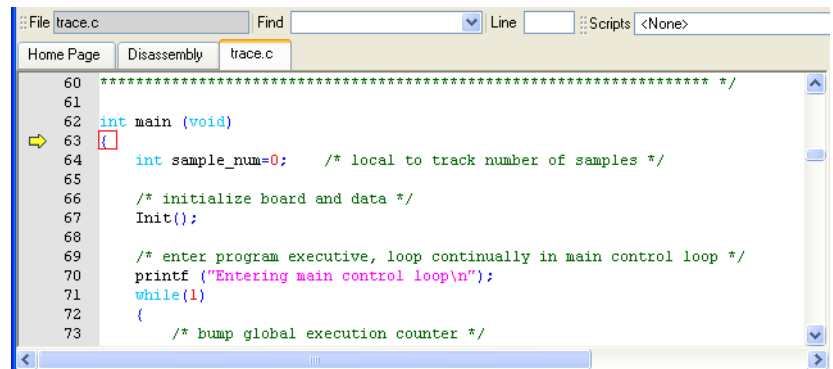 File trace.c Find Line Scripts <None>
Home Page Disassembly trace.c
60 ******************************************************************** */
61
62 int main (void)
63 {
64 int sample_num=0; /* local to track number of samples */
65
66 /* initialize board and data */
67 Init();
68
69 /* enter program executive, loop continually in main control loop */
70 printf ("Entering main control loop\n");
71 while(1)
72 {
73 /* bump global execution counter */